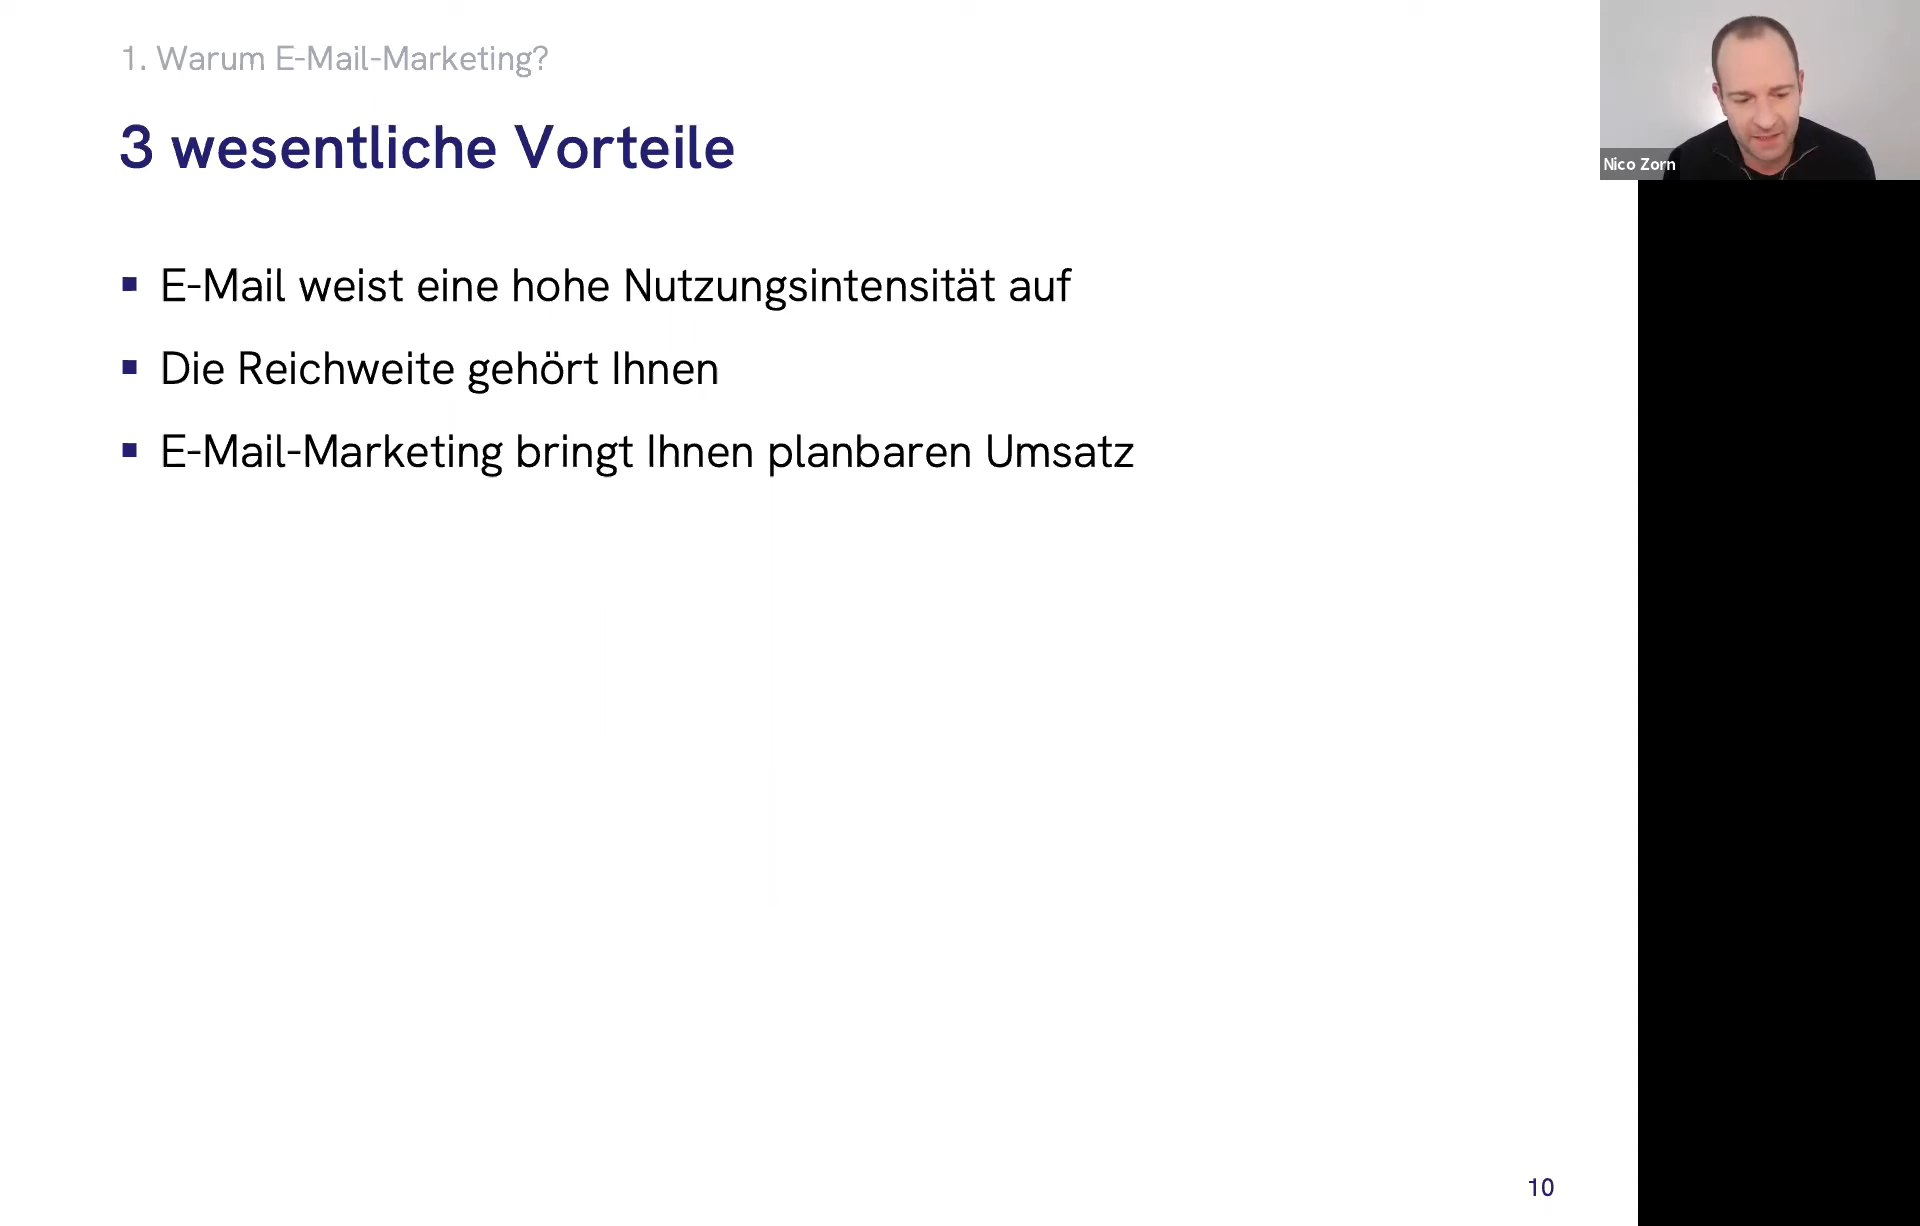 1. Warum E-Mail-Marketing?
3 wesentliche Vorteile
▪ E-Mail weist eine hohe Nutzungsintensität auf
▪ Die Reichweite gehört Ihnen
▪ E-Mail-Marketing bringt Ihnen planbaren Umsatz
Nico Zorn
10